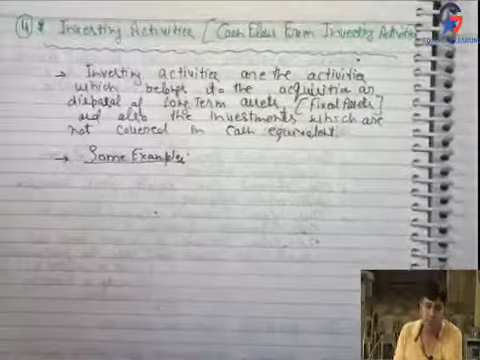 4 * Investing Activities [Cash Flow From Investing Activities
→ Investing activities are the activities
which belongs to the acquisition or
disposal of Long Term assets [Fixed Assets]
and also the investments which are
not covered in cash equivalent.
→ Some Examples